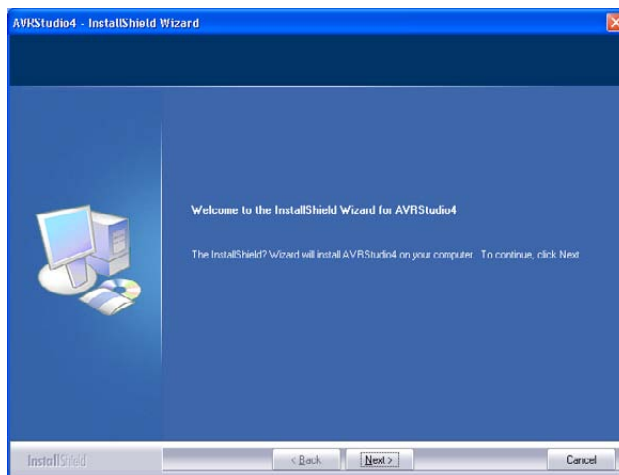 AVRStudio4 - InstallShield Wizard
Welcome to the InstallShield Wizard for AVRStudio4
The InstallShield? Wizard will install AVRStudio4 on your computer. To continue, click Next
InstallShield
< Back
Next >
Cancel